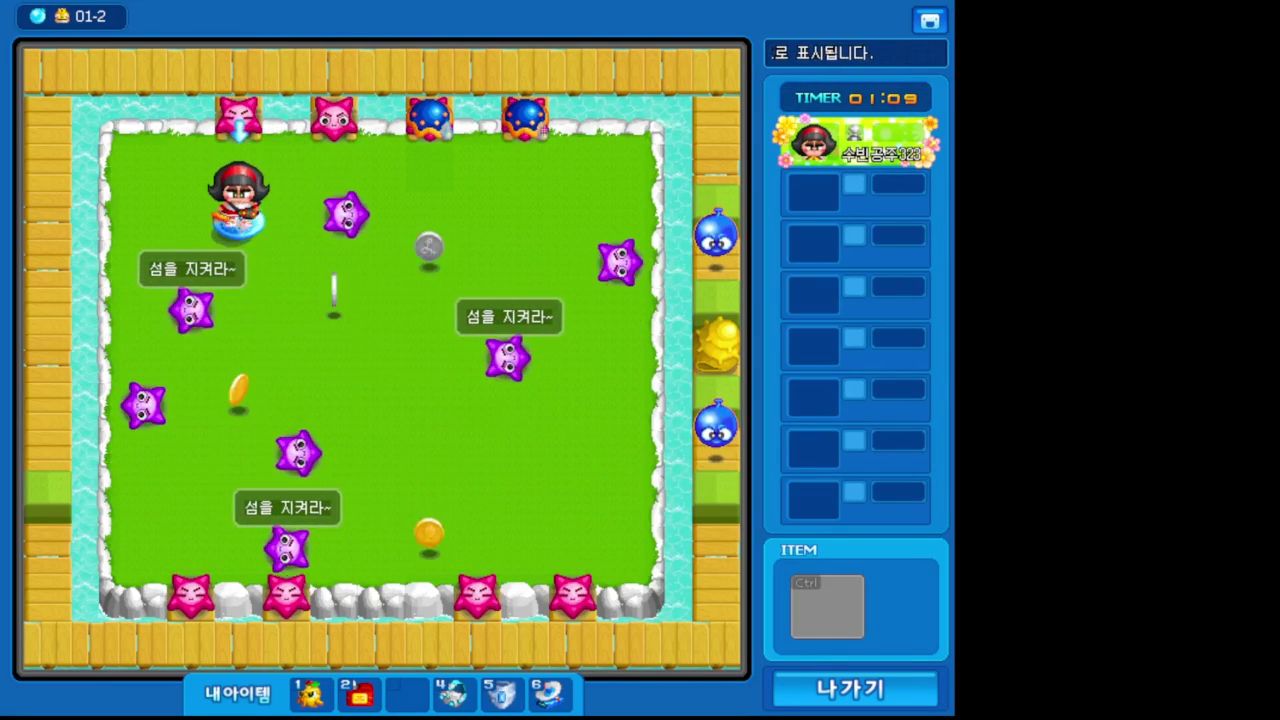 01-2
로 표시됩니다.
TIMER 01:09
수빈공주023
섬을 지켜라~
섬을 지켜라~
섬을 지켜라~
ITEM
Ctrl
내아이템
1
2
4
5
6
나가기